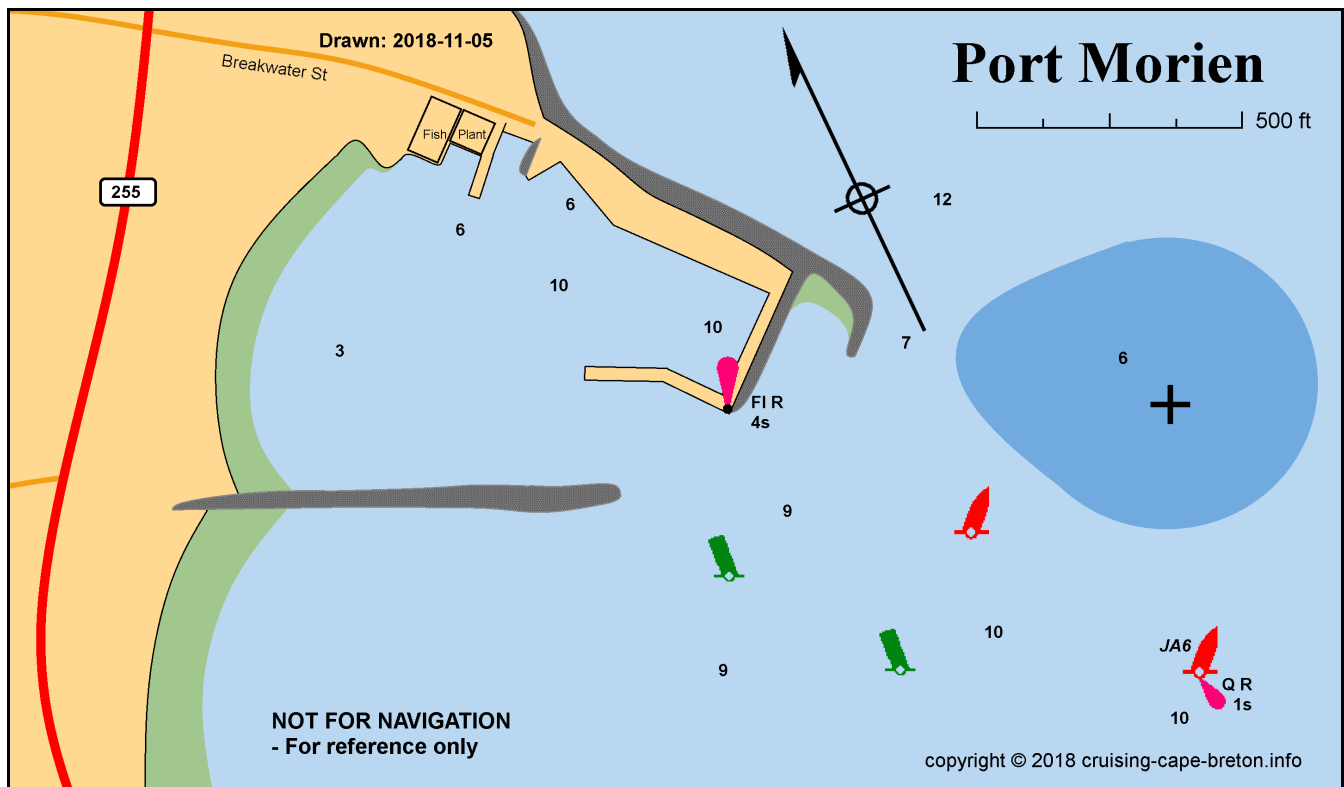 Drawn: 2018-11-05
Port Morien
Breakwater St
500 ft
Fish
Plant
255
12
6
6
10
10
7
3
6
Fl R
4s
9
10
JA6
9
Q R
1s
10
NOT FOR NAVIGATION
- For reference only
copyright © 2018 cruising-cape-breton.info